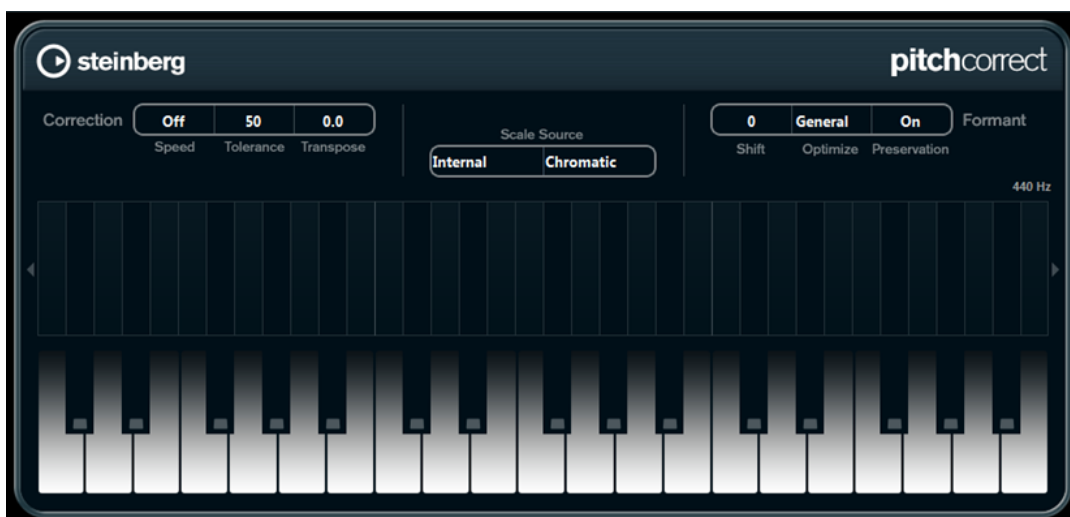 steinberg
pitchcorrect
Correction Off 50 0.0
Speed Tolerance Transpose
Scale Source
Internal Chromatic
0 General On Formant
Shift Optimize Preservation
440 Hz